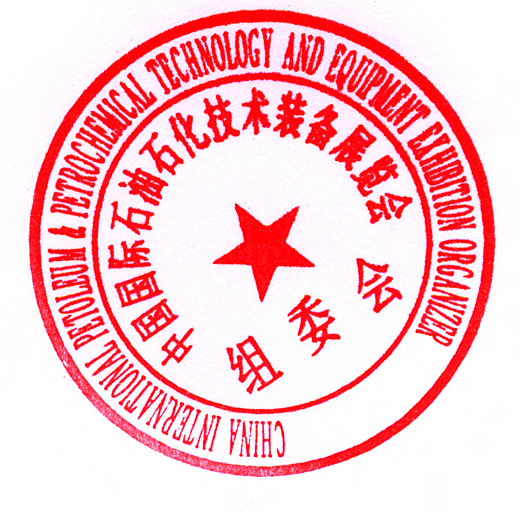 CHINA INTERNATIONAL PETOLEUM & PETROCHEMICAL TECHNOLOGY AND EQUIPMENT EXHIBITION ORGANIZER
中国国际石油石化技术装备展览会
组委会